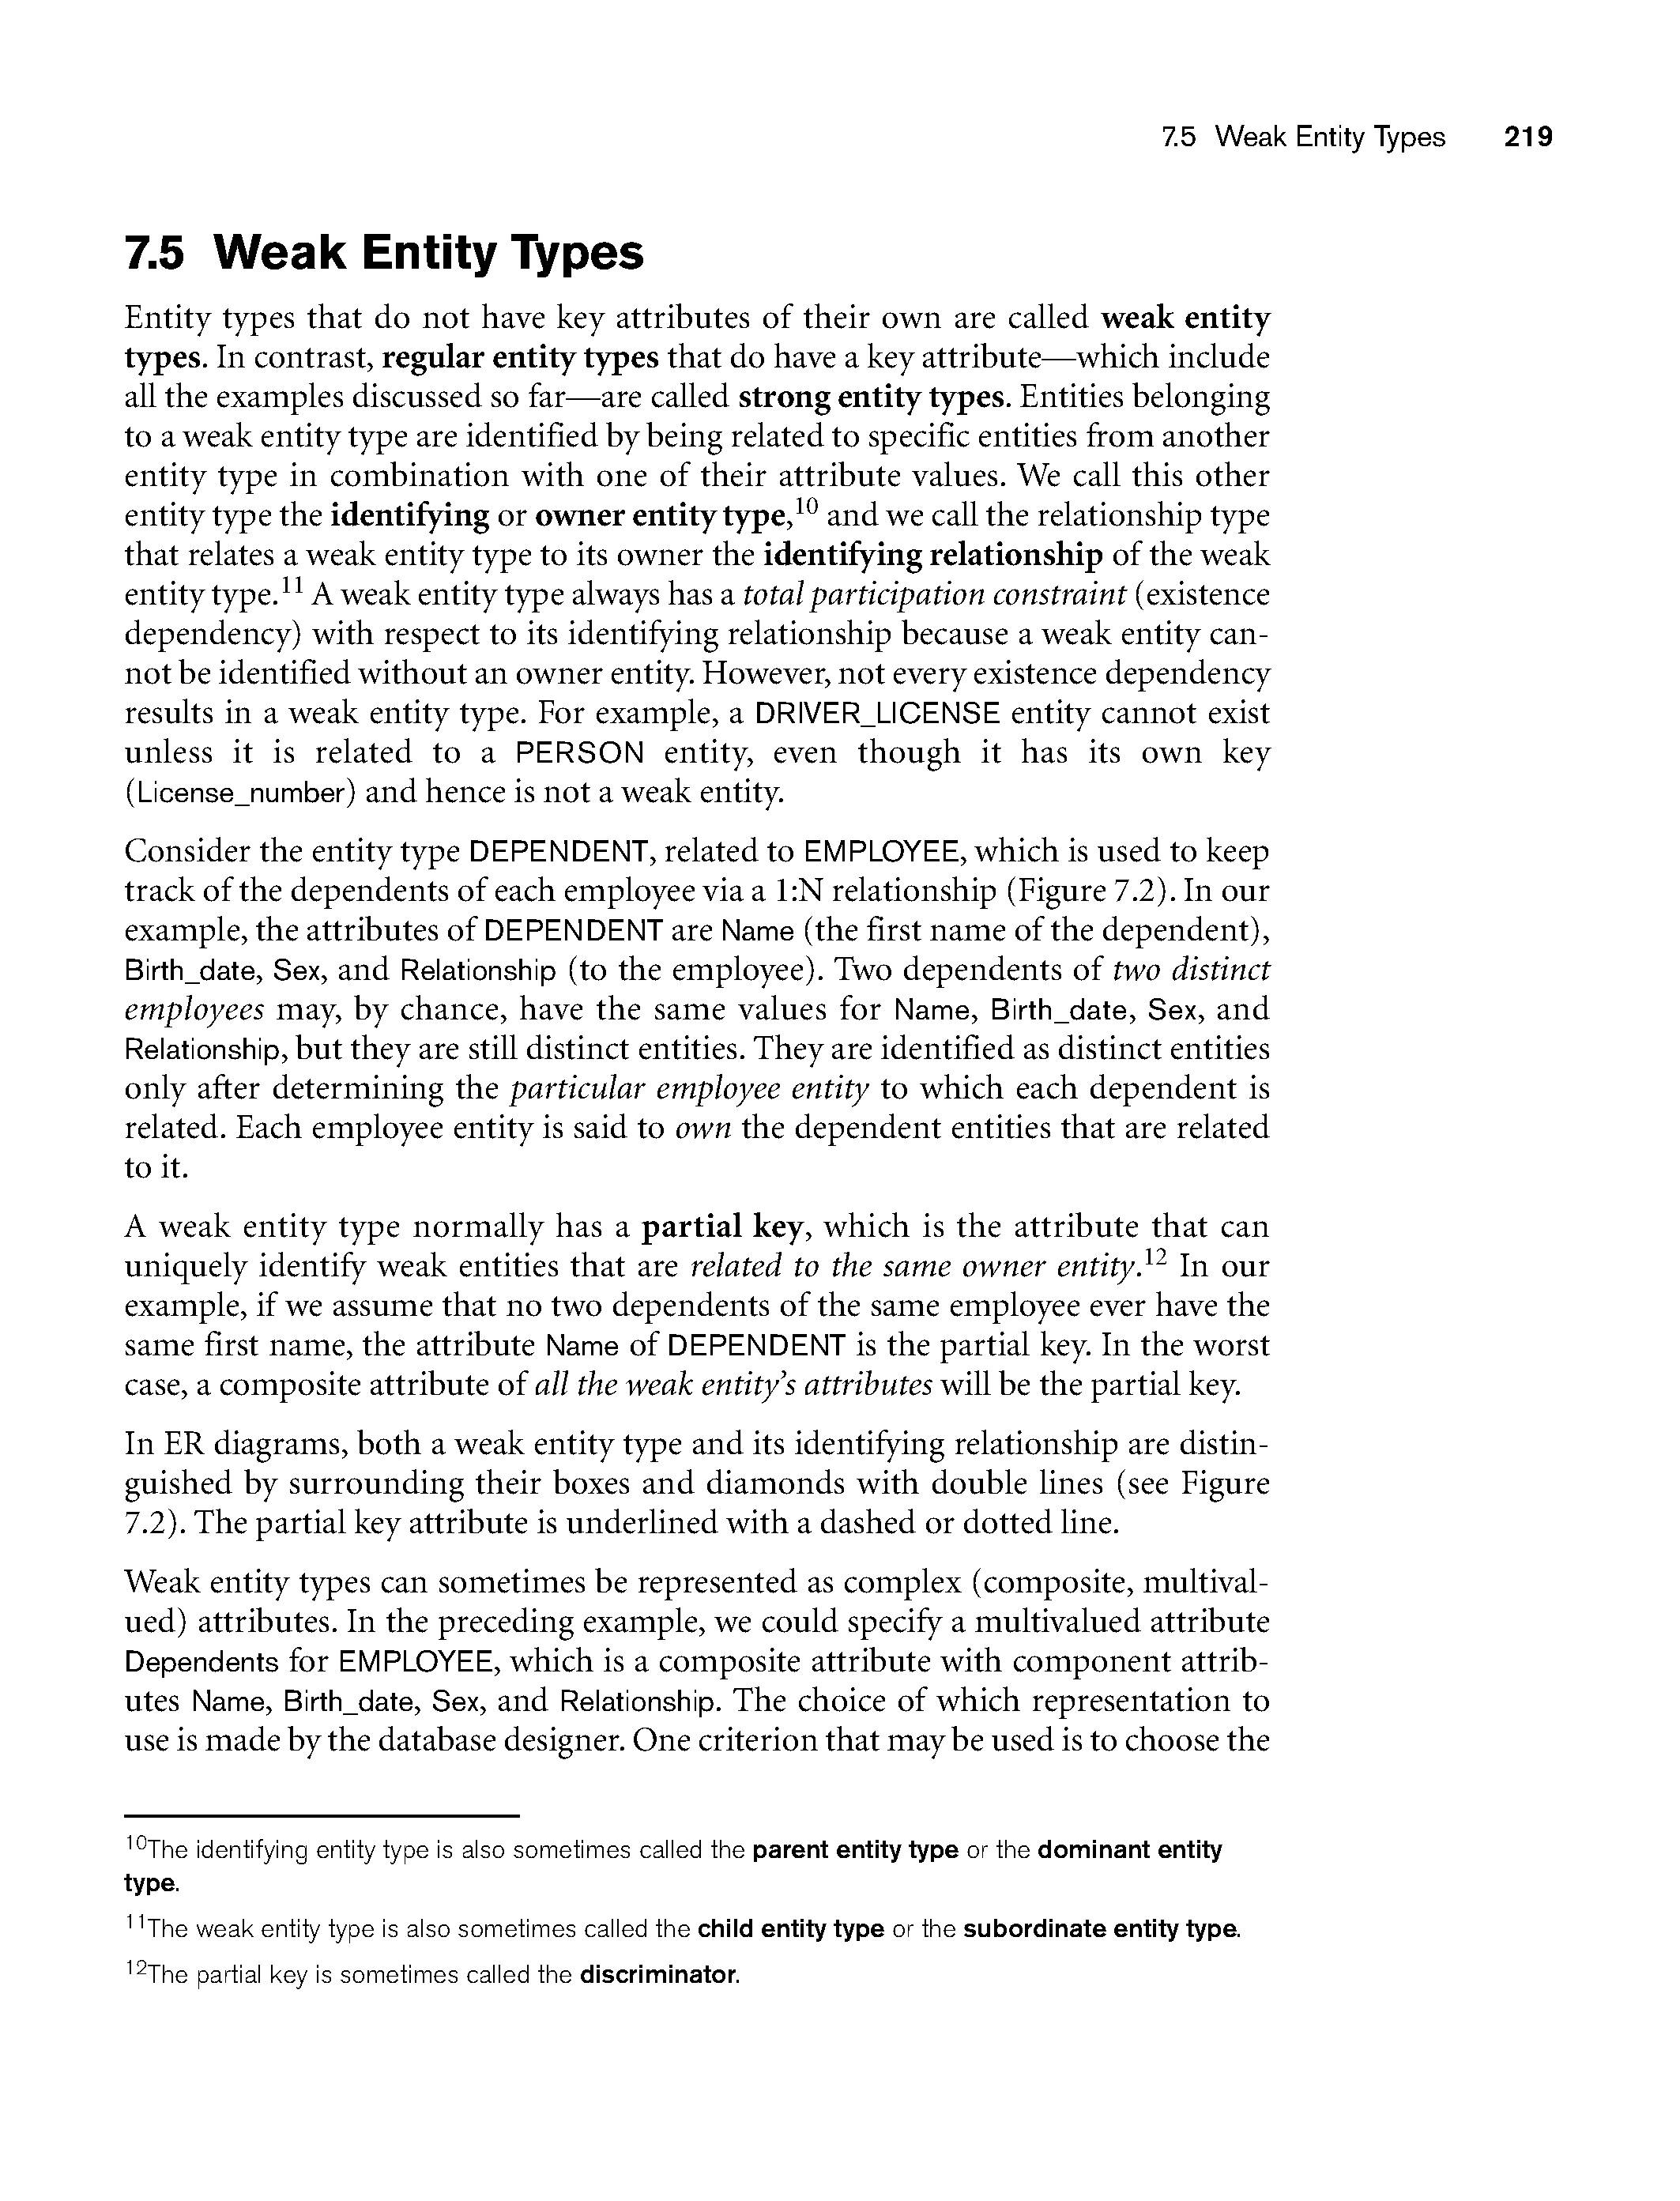 7.5 Weak Entity Types 219
7.5 Weak Entity Types
Entity types that do not have key attributes of their own are called weak entity
types. In contrast, regular entity types that do have a key attribute—which include
all the examples discussed so far—are called strong entity types. Entities belonging
to a weak entity type are identified by being related to specific entities from another
entity type in combination with one of their attribute values. We call this other
entity type the identifying or owner entity type,10 and we call the relationship type
that relates a weak entity type to its owner the identifying relationship of the weak
entity type.11 A weak entity type always has a total participation constraint (existence
dependency) with respect to its identifying relationship because a weak entity can-
not be identified without an owner entity. However, not every existence dependency
results in a weak entity type. For example, a DRIVER_LICENSE entity cannot exist
unless it is related to a PERSON entity, even though it has its own key
(License_number) and hence is not a weak entity.
Consider the entity type DEPENDENT, related to EMPLOYEE, which is used to keep
track of the dependents of each employee via a 1:N relationship (Figure 7.2). In our
example, the attributes of DEPENDENT are Name (the first name of the dependent),
Birth_date, Sex, and Relationship (to the employee). Two dependents of two distinct
employees may, by chance, have the same values for Name, Birth_date, Sex, and
Relationship, but they are still distinct entities. They are identified as distinct entities
only after determining the particular employee entity to which each dependent is
related. Each employee entity is said to own the dependent entities that are related
to it.
A weak entity type normally has a partial key, which is the attribute that can
uniquely identify weak entities that are related to the same owner entity.12 In our
example, if we assume that no two dependents of the same employee ever have the
same first name, the attribute Name of DEPENDENT is the partial key. In the worst
case, a composite attribute of all the weak entity’s attributes will be the partial key.
In ER diagrams, both a weak entity type and its identifying relationship are distin-
guished by surrounding their boxes and diamonds with double lines (see Figure
7.2). The partial key attribute is underlined with a dashed or dotted line.
Weak entity types can sometimes be represented as complex (composite, multival-
ued) attributes. In the preceding example, we could specify a multivalued attribute
Dependents for EMPLOYEE, which is a composite attribute with component attrib-
utes Name, Birth_date, Sex, and Relationship. The choice of which representation to
use is made by the database designer. One criterion that may be used is to choose the
10The identifying entity type is also sometimes called the parent entity type or the dominant entity
type.
11The weak entity type is also sometimes called the child entity type or the subordinate entity type.
12The partial key is sometimes called the discriminator.